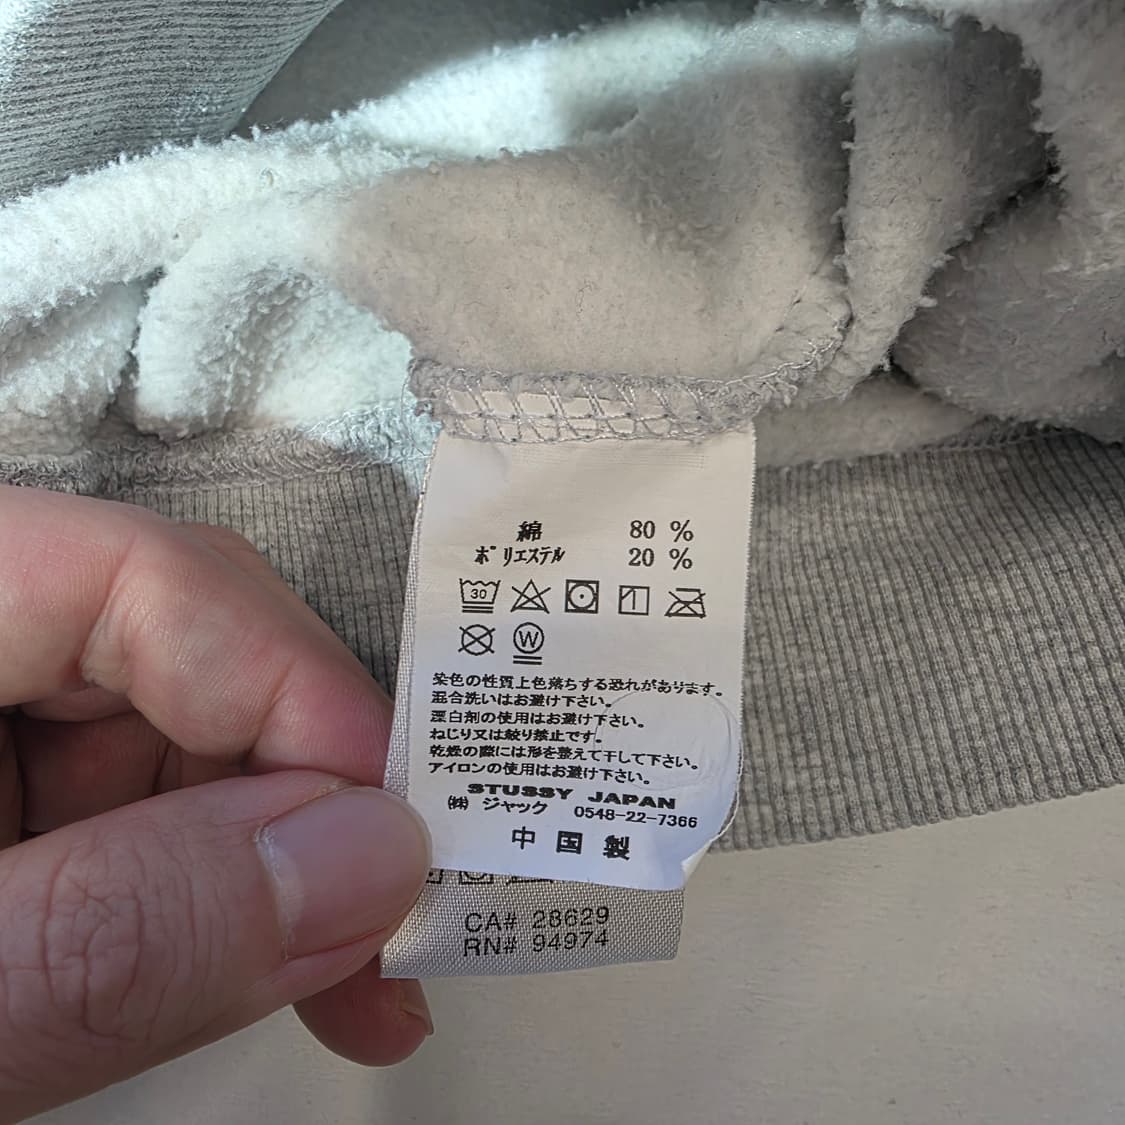 綿 80 %
ポリエステル 20 %
30
W
染色の性質上色落ちする恐れがあります。
混合洗いはお避け下さい。
漂白剤の使用はお避け下さい。
ねじり又は絞り禁止です。
乾燥の際には形を整えて干して下さい。
アイロンの使用はお避け下さい。
STUSSY JAPAN
㈱ ジャック 0548-22-7366
中国製
CA# 28629
RN# 94974